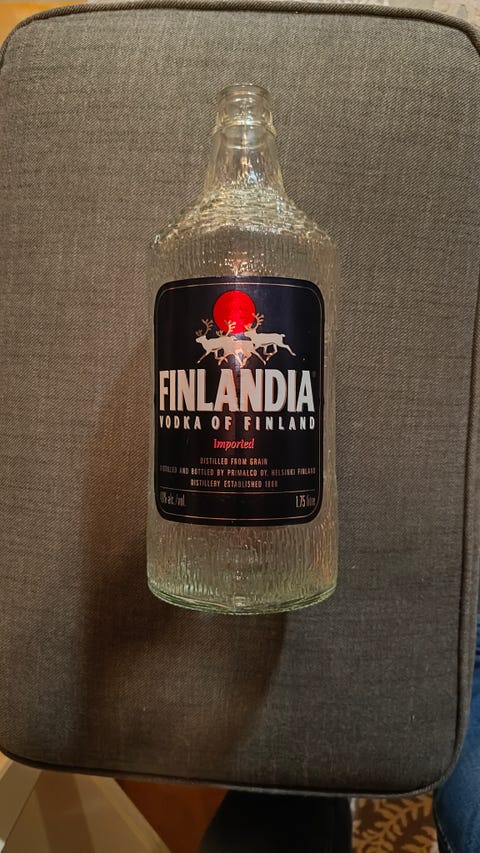 FINLANDIA
VODKA OF FINLAND
Imported
DISTILLED FROM GRAIN
DISTILLED AND BOTTLED BY PRIMALCO OY, HELSINKI FINLAND
DISTILLERY ESTABLISHED 1888
40% alc./vol. 1.75 litre